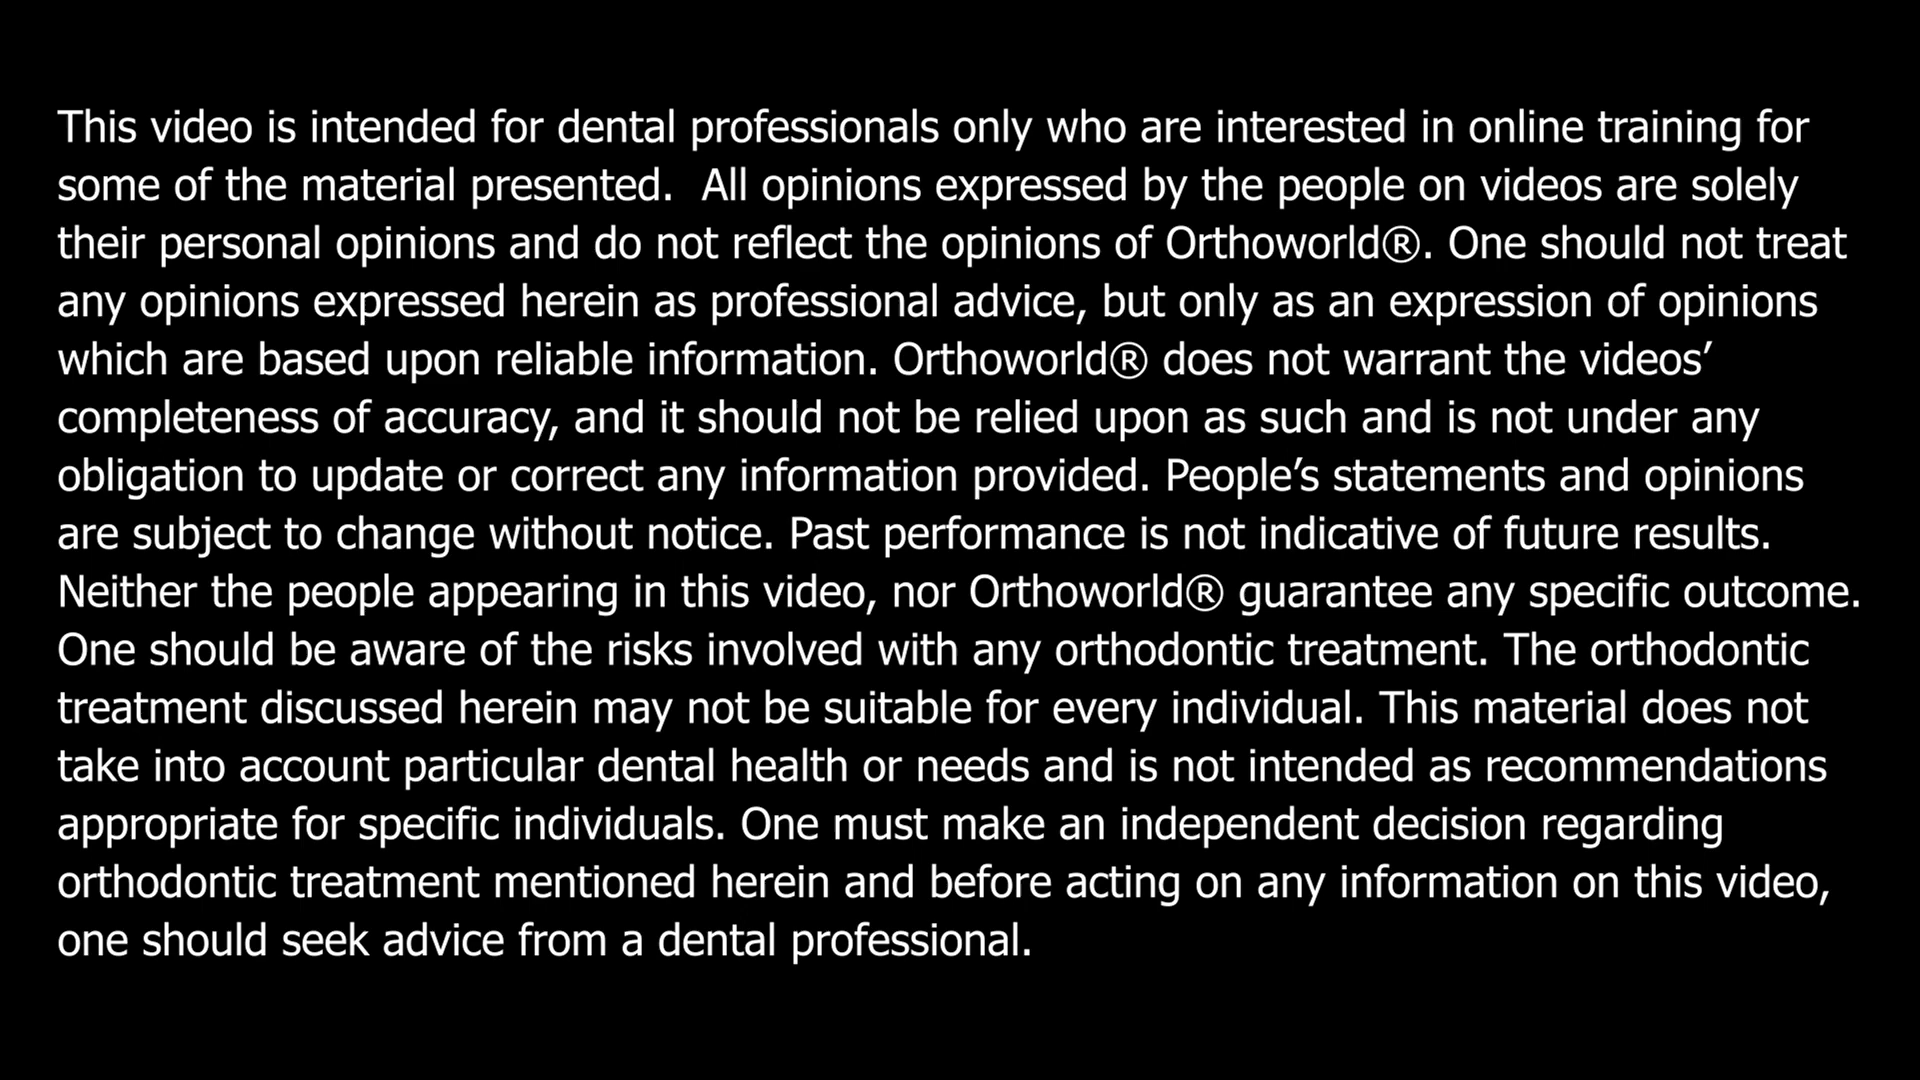 This video is intended for dental professionals only who are interested in online training for
some of the material presented.  All opinions expressed by the people on videos are solely
their personal opinions and do not reflect the opinions of Orthoworld®. One should not treat
any opinions expressed herein as professional advice, but only as an expression of opinions
which are based upon reliable information. Orthoworld® does not warrant the videos’
completeness of accuracy, and it should not be relied upon as such and is not under any
obligation to update or correct any information provided. People’s statements and opinions
are subject to change without notice. Past performance is not indicative of future results.
Neither the people appearing in this video, nor Orthoworld® guarantee any specific outcome.
One should be aware of the risks involved with any orthodontic treatment. The orthodontic
treatment discussed herein may not be suitable for every individual. This material does not
take into account particular dental health or needs and is not intended as recommendations
appropriate for specific individuals. One must make an independent decision regarding
orthodontic treatment mentioned herein and before acting on any information on this video,
one should seek advice from a dental professional.